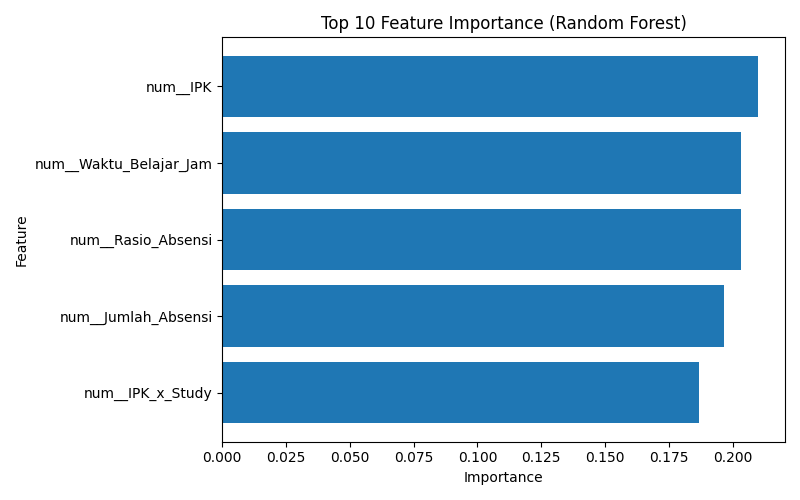 Top 10 Feature Importance (Random Forest)
Feature
num__IPK
num__Waktu_Belajar_Jam
num__Rasio_Absensi
num__Jumlah_Absensi
num__IPK_x_Study
0.000 0.025 0.050 0.075 0.100 0.125 0.150 0.175 0.200
Importance